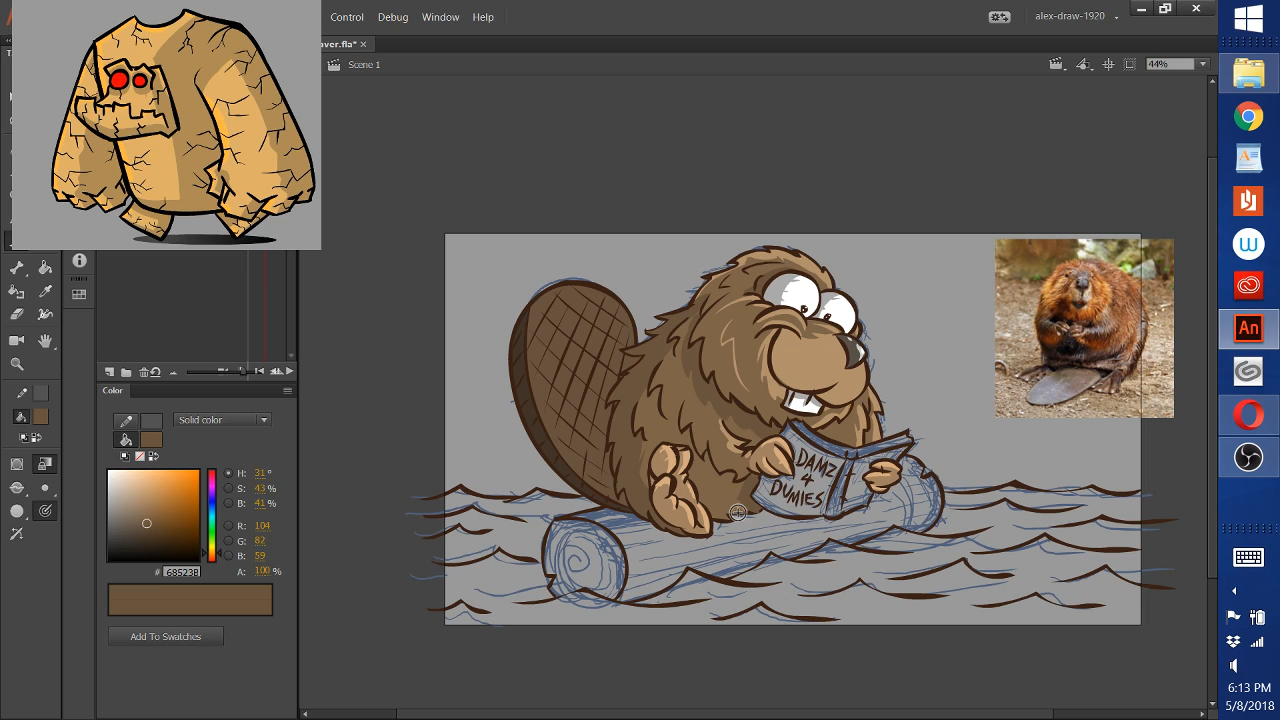 Control Debug Window Help
alex-draw-1920
ver.fla* ×
Scene 1
44%
Color
Solid color
H: 31 °
S: 43 %
B: 41 %
R: 104
G: 82
B: 59
A: 100 %
# 68523B
Add To Swatches
DAMZ
4
DUMIES
An
6:13 PM
5/8/2018